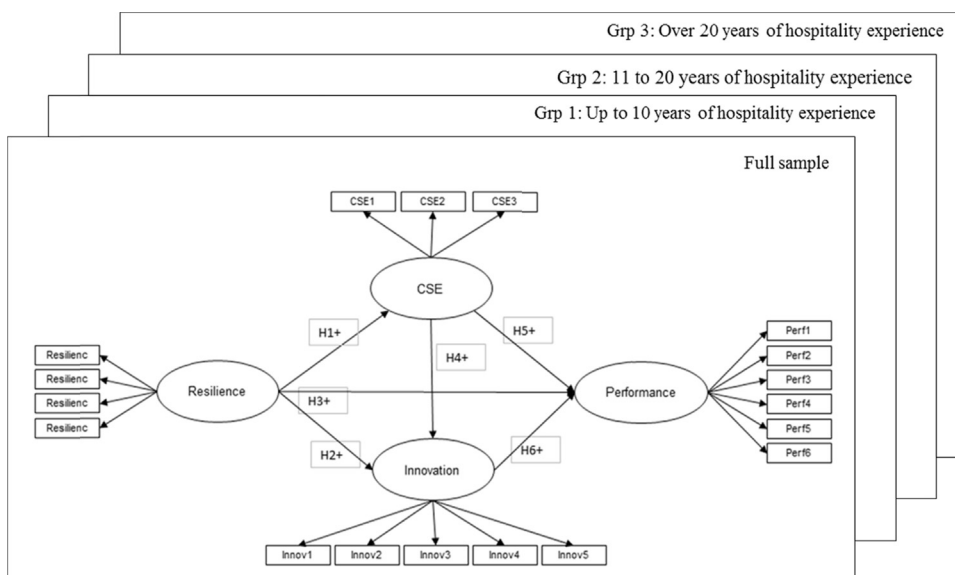 Grp 3: Over 20 years of hospitality experience
Grp 2: 11 to 20 years of hospitality experience
Grp 1: Up to 10 years of hospitality experience
Full sample
CSE1 CSE2 CSE3
CSE
H1+
H5+
H4+
Resilienc
Resilienc
Resilienc
Resilienc
Resilience
H3+
Performance
Perf1
Perf2
Perf3
Perf4
Perf5
Perf6
H2+
H6+
Innovation
Innov1 Innov2 Innov3 Innov4 Innov5